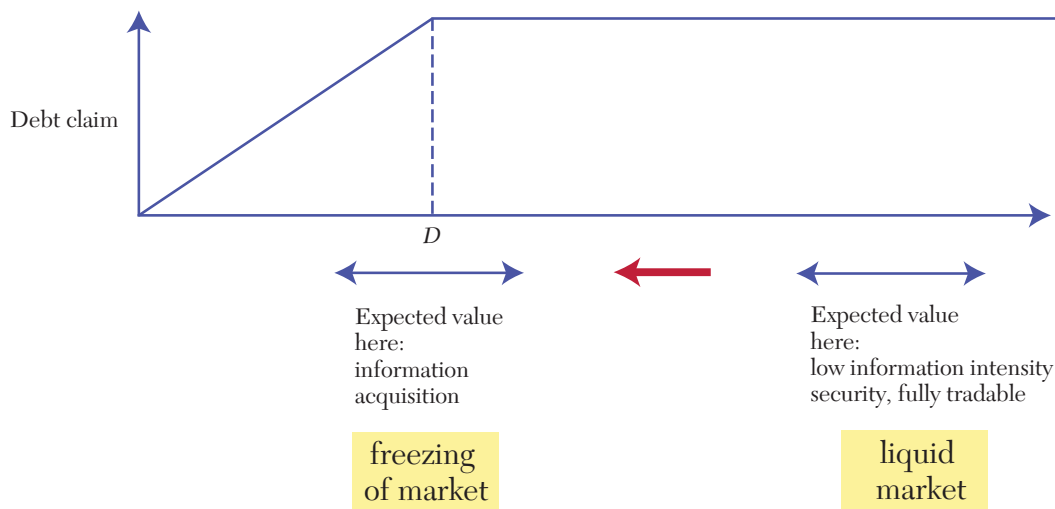 Debt claim
D
Expected value
here:
information
acquisition
freezing
of market
Expected value
here:
low information intensity
security, fully tradable
liquid
market